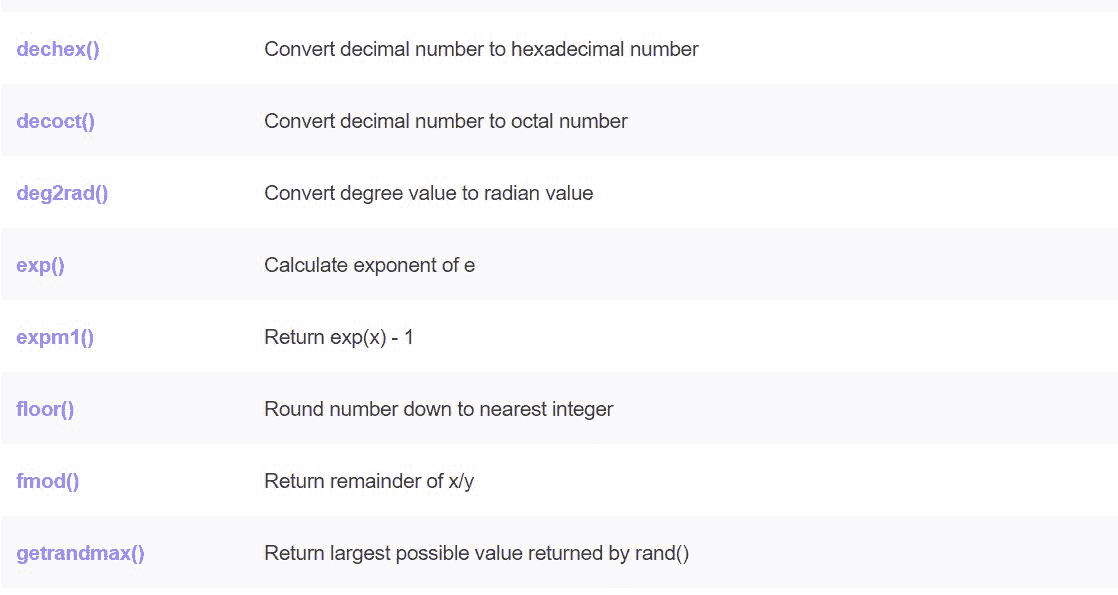 dechex() Convert decimal number to hexadecimal number
decoct() Convert decimal number to octal number
deg2rad() Convert degree value to radian value
exp() Calculate exponent of e
expm1() Return exp(x) - 1
floor() Round number down to nearest integer
fmod() Return remainder of x/y
getrandmax() Return largest possible value returned by rand()